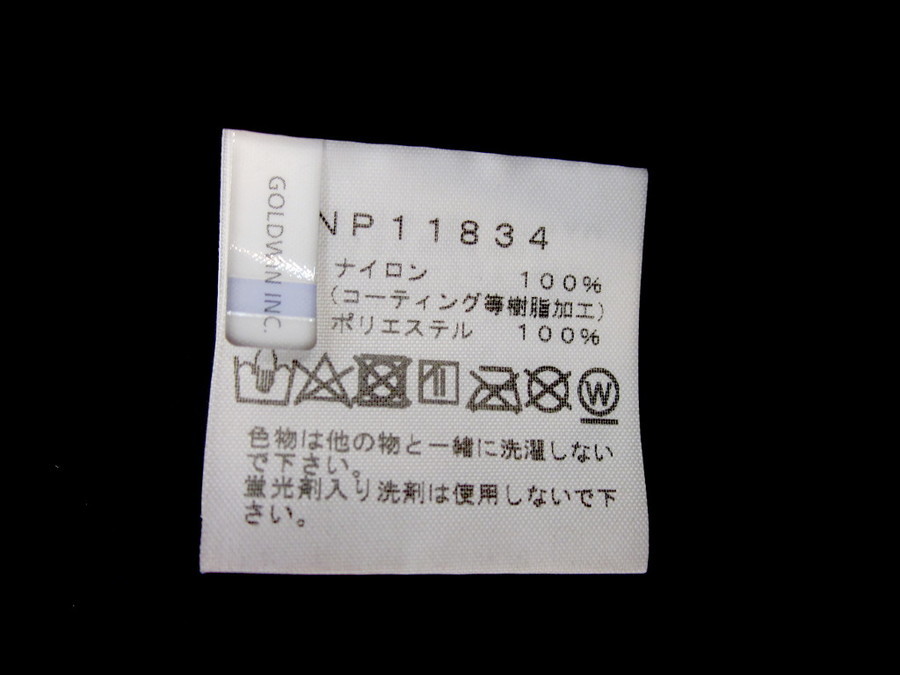 GOLDWIN INC.
NP11834
ナイロン 100%
(コーティング等樹脂加工)
ポリエステル 100%
W
色物は他の物と一緒に洗濯しない
で下さい。
蛍光剤入り洗剤は使用しないで下
さい。